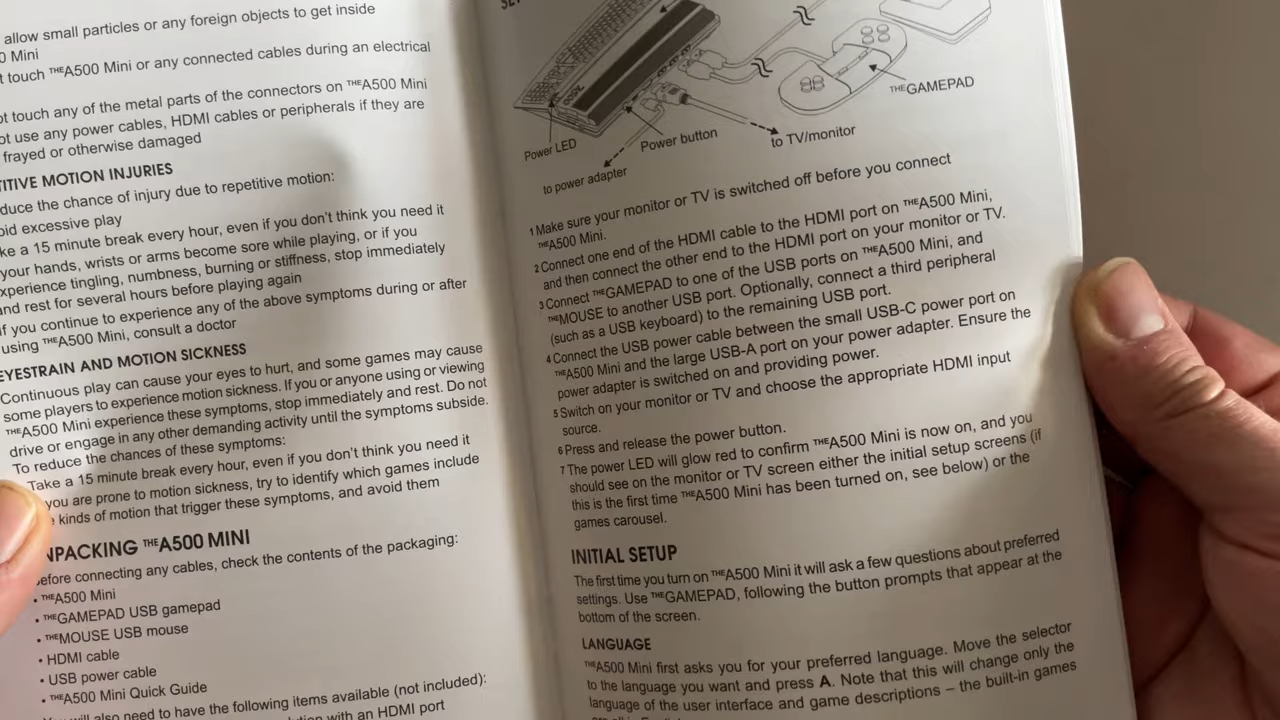 allow small particles or any foreign objects to get inside
0 Mini
t touch THEA500 Mini or any connected cables during an electrical
ot touch any of the metal parts of the connectors on THEA500 Mini
ot use any power cables, HDMI cables or peripherals if they are
frayed or otherwise damaged
TITIVE MOTION INJURIES
duce the chance of injury due to repetitive motion:
oid excessive play
ke a 15 minute break every hour, even if you don't think you need it
your hands, wrists or arms become sore while playing, or if you
xperience tingling, numbness, burning or stiffness, stop immediately
and rest for several hours before playing again
If you continue to experience any of the above symptoms during or after
using THEA500 Mini, consult a doctor
EYESTRAIN AND MOTION SICKNESS
Continuous play can cause your eyes to hurt, and some games may cause
some players to experience motion sickness. If you or anyone using or viewing
THEA500 Mini experience these symptoms, stop immediately and rest. Do not
drive or engage in any other demanding activity until the symptoms subside.
To reduce the chances of these symptoms:
Take a 15 minute break every hour, even if you don't think you need it
you are prone to motion sickness, try to identify which games include
kinds of motion that trigger these symptoms, and avoid them
NPACKING THEA500 MINI
efore connecting any cables, check the contents of the packaging:
• THEA500 Mini
• THEGAMEPAD USB gamepad
• THEMOUSE USB mouse
• HDMI cable
• USB power cable
• THEA500 Mini Quick Guide
will also need to have the following items available (not included):
with an HDMI port
THEGAMEPAD
Power LED
Power button
to TV/monitor
to power adapter
1 Make sure your monitor or TV is switched off before you connect
THEA500 Mini.
2 Connect one end of the HDMI cable to the HDMI port on THEA500 Mini,
and then connect the other end to the HDMI port on your monitor or TV.
3 Connect THEGAMEPAD to one of the USB ports on THEA500 Mini, and
THEMOUSE to another USB port. Optionally, connect a third peripheral
(such as a USB keyboard) to the remaining USB port.
4 Connect the USB power cable between the small USB-C power port on
THEA500 Mini and the large USB-A port on your power adapter. Ensure the
power adapter is switched on and providing power.
5 Switch on your monitor or TV and choose the appropriate HDMI input
source.
6 Press and release the power button.
7 The power LED will glow red to confirm THEA500 Mini is now on, and you
should see on the monitor or TV screen either the initial setup screens (if
this is the first time THEA500 Mini has been turned on, see below) or the
games carousel.
INITIAL SETUP
The first time you turn on THEA500 Mini it will ask a few questions about preferred
settings. Use THEGAMEPAD, following the button prompts that appear at the
bottom of the screen.
LANGUAGE
THEA500 Mini first asks you for your preferred language. Move the selector
to the language you want and press A. Note that this will change only the
language of the user interface and game descriptions – the built-in games